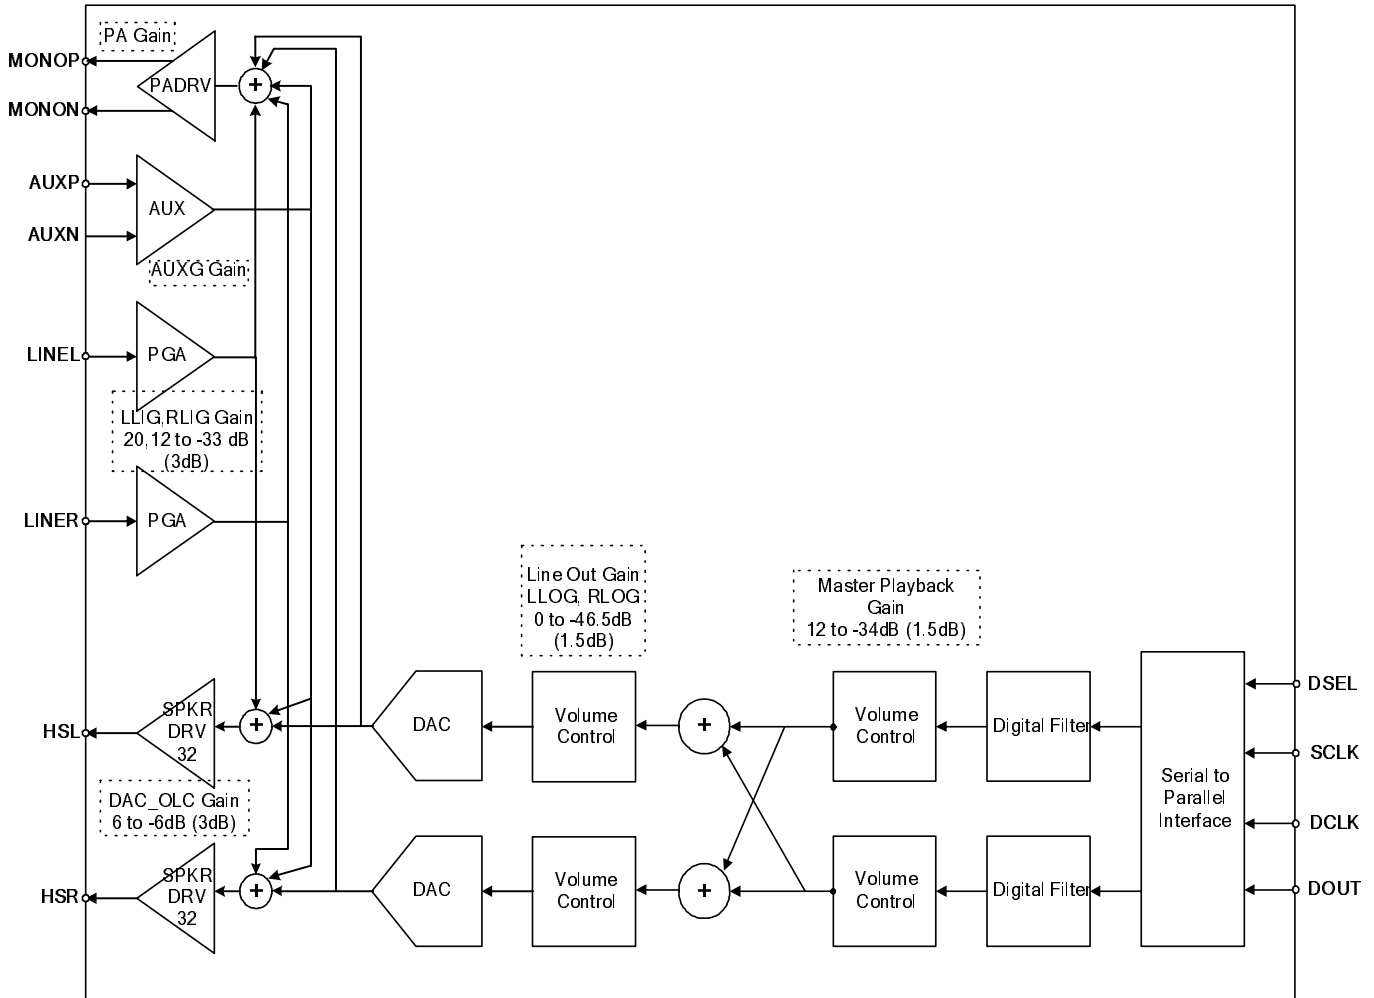 PA Gain
MONOP
PADRV
+
MONON
AUXP
AUX
AUXN
AUXG Gain
LINEL
PGA
LLIG,RLIG Gain
20,12 to -33 dB
(3dB)
LINER
PGA
Line Out Gain
LLOG, RLOG
0 to -46.5dB
(1.5dB)
Master Playback
Gain
12 to -34dB (1.5dB)
HSL
SPKR
DRV
32
+
DAC
Volume
Control
+
Volume
Control
Digital Filter
Serial to
Parallel
Interface
DSEL
SCLK
DCLK
DOUT
DAC_OLC Gain
6 to -6dB (3dB)
HSR
SPKR
DRV
32
+
DAC
Volume
Control
+
Volume
Control
Digital Filter